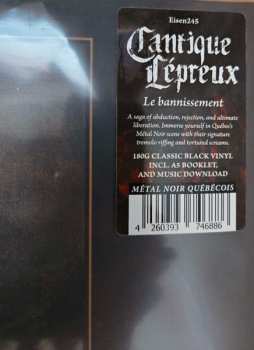 Eisen245
Cantique
Lépreux
Le bannissement
A saga of abduction, rejection, and ultimate
liberation. Immerse yourself in Québec's
Métal Noir scene with their signature
tremolo riffing and tortured screams.
180G CLASSIC BLACK VINYL
INCL. A5 BOOKLET,
AND MUSIC DOWNLOAD
MÉTAL NOIR QUÉBÉCOIS
4 260393 746886